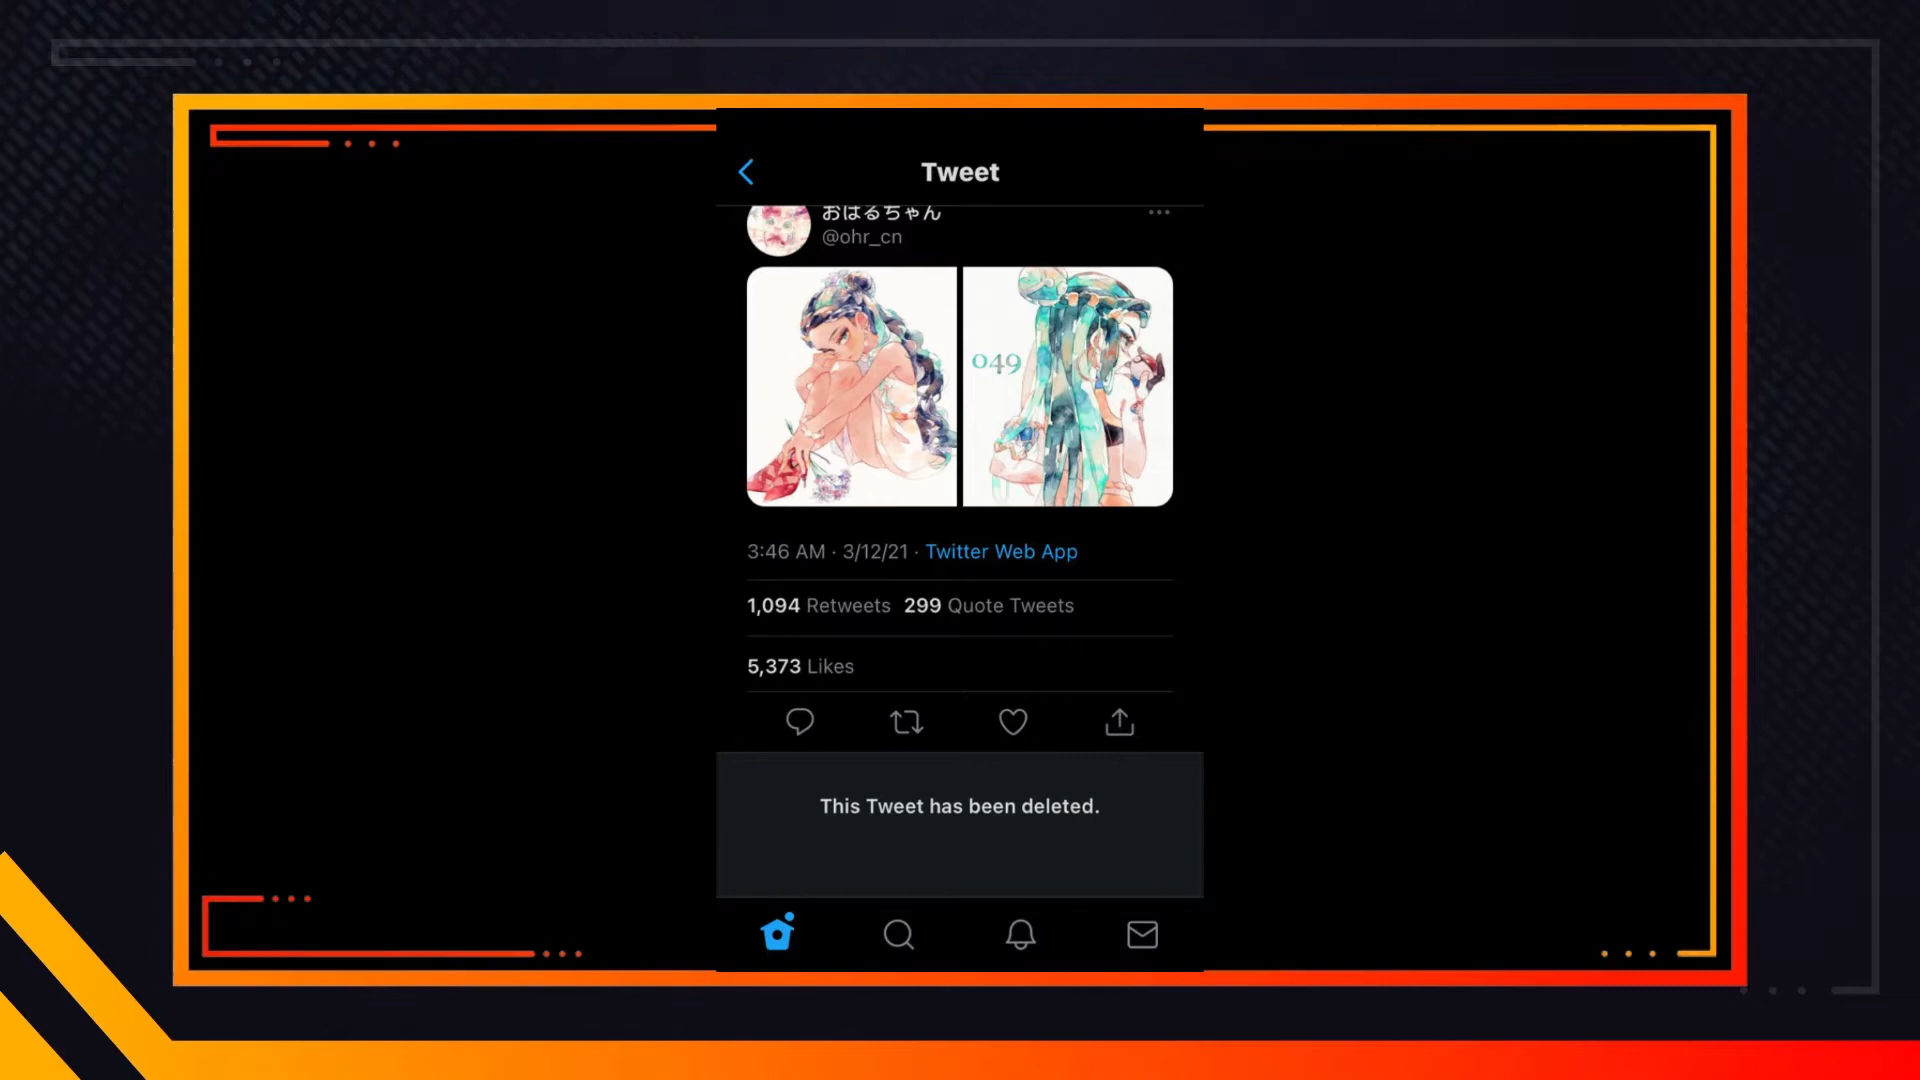 Tweet
おはるちゃん
@ohr_cn
049
3:46 AM · 3/12/21 · Twitter Web App
1,094 Retweets 299 Quote Tweets
5,373 Likes
This Tweet has been deleted.